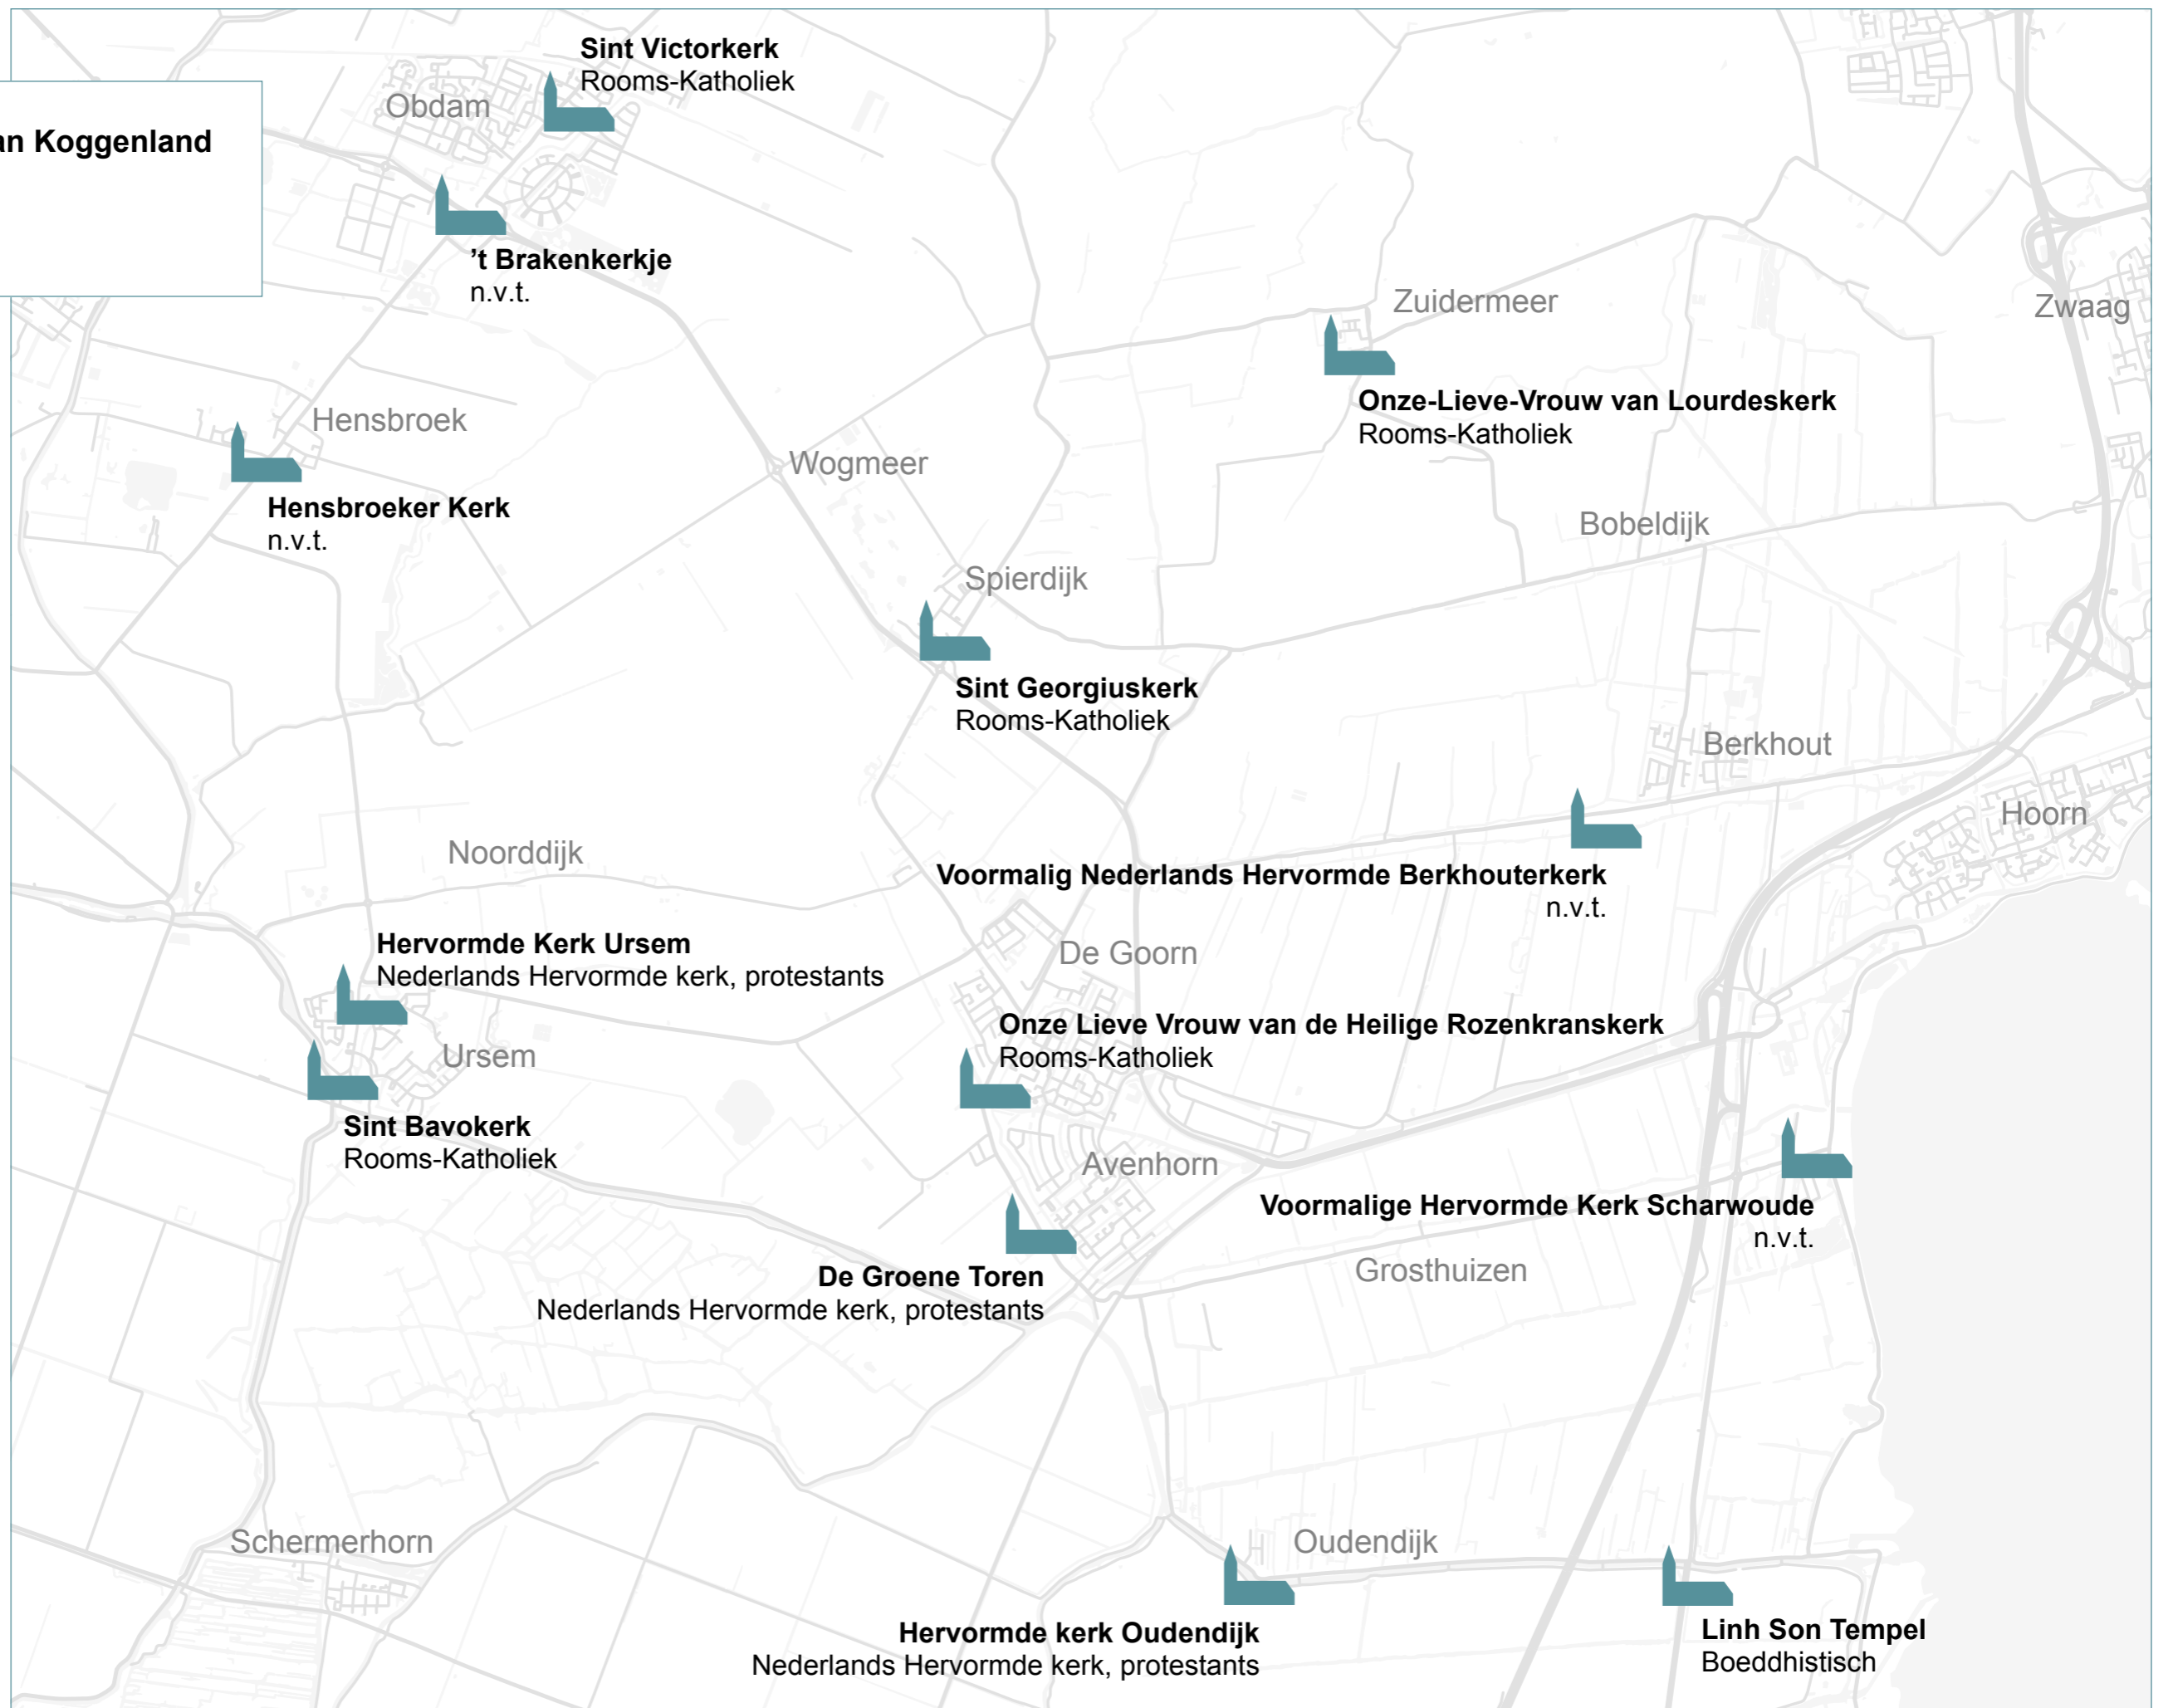 Sint Victorkerk
Rooms-Katholiek
Obdam
Koggenland
't Brakenkerkje
n.v.t.
Zuidermeer
Zwaag
Onze-Lieve-Vrouw van Lourdeskerk
Rooms-Katholiek
Hensbroek
Wogmeer
Hensbroeker Kerk
n.v.t.
Bobeldijk
Spierdijk
Sint Georgiuskerk
Rooms-Katholiek
Berkhout
Hoorn
Noorddijk
Voormalig Nederlands Hervormde Berkhouterkerk
n.v.t.
Hervormde Kerk Ursem
Nederlands Hervormde kerk, protestants
De Goorn
Onze Lieve Vrouw van de Heilige Rozenkranskerk
Rooms-Katholiek
Ursem
Sint Bavokerk
Rooms-Katholiek
Avenhorn
Voormalige Hervormde Kerk Scharwoude
n.v.t.
De Groene Toren
Nederlands Hervormde kerk, protestants
Grosthuizen
Schermerhorn
Oudendijk
Hervormde kerk Oudendijk
Nederlands Hervormde kerk, protestants
Linh Son Tempel
Boeddhistisch